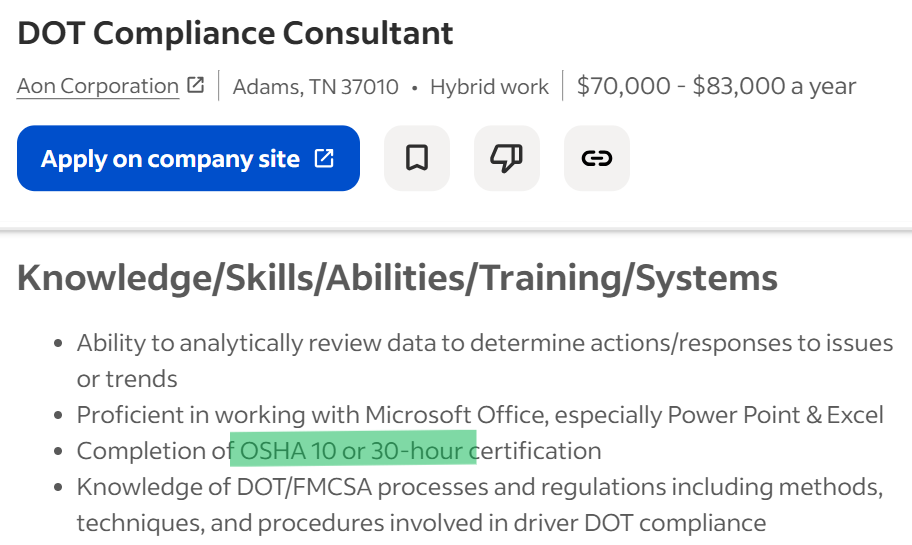 DOT Compliance Consultant
Aon Corporation Adams, TN 37010 • Hybrid work $70,000 - $83,000 a year
Apply on company site
Knowledge/Skills/Abilities/Training/Systems
• Ability to analytically review data to determine actions/responses to issues
or trends
• Proficient in working with Microsoft Office, especially Power Point & Excel
• Completion of OSHA 10 or 30-hour certification
• Knowledge of DOT/FMCSA processes and regulations including methods,
techniques, and procedures involved in driver DOT compliance